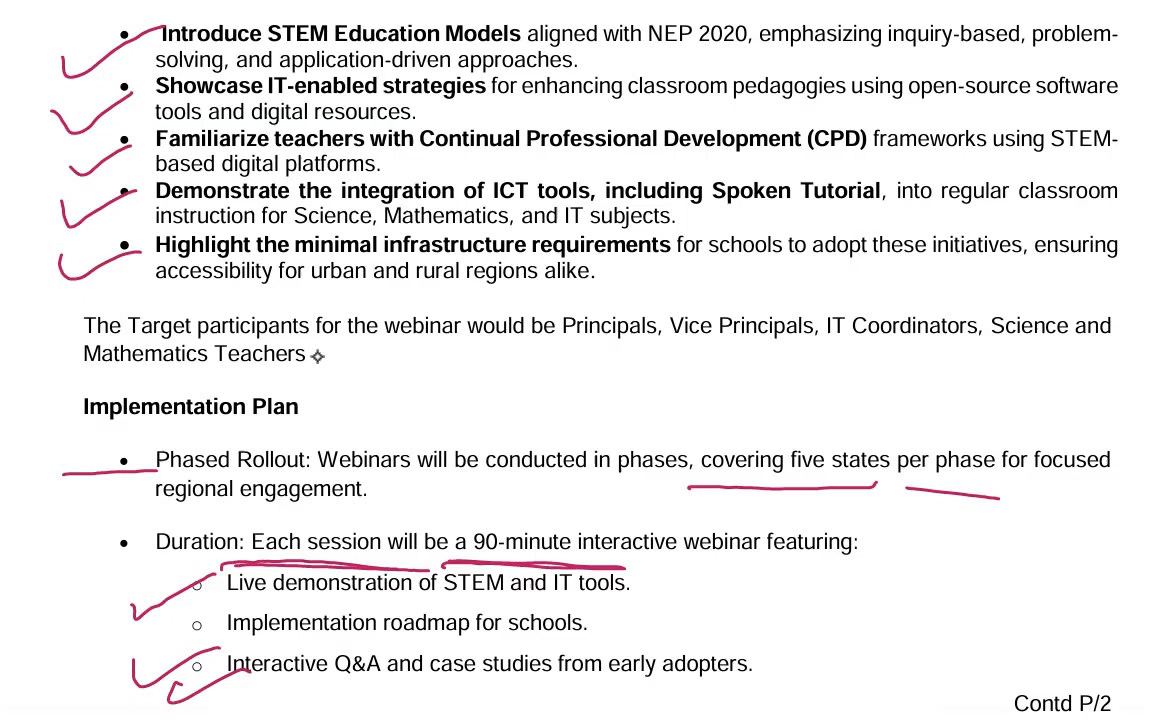 • Introduce STEM Education Models aligned with NEP 2020, emphasizing inquiry-based, problem-
solving, and application-driven approaches.
• Showcase IT-enabled strategies for enhancing classroom pedagogies using open-source software
tools and digital resources.
• Familiarize teachers with Continual Professional Development (CPD) frameworks using STEM-
based digital platforms.
• Demonstrate the integration of ICT tools, including Spoken Tutorial, into regular classroom
instruction for Science, Mathematics, and IT subjects.
• Highlight the minimal infrastructure requirements for schools to adopt these initiatives, ensuring
accessibility for urban and rural regions alike.
The Target participants for the webinar would be Principals, Vice Principals, IT Coordinators, Science and
Mathematics Teachers
Implementation Plan
• Phased Rollout: Webinars will be conducted in phases, covering five states per phase for focused
regional engagement.
• Duration: Each session will be a 90-minute interactive webinar featuring:
o Live demonstration of STEM and IT tools.
o Implementation roadmap for schools.
o Interactive Q&A and case studies from early adopters.
Contd P/2